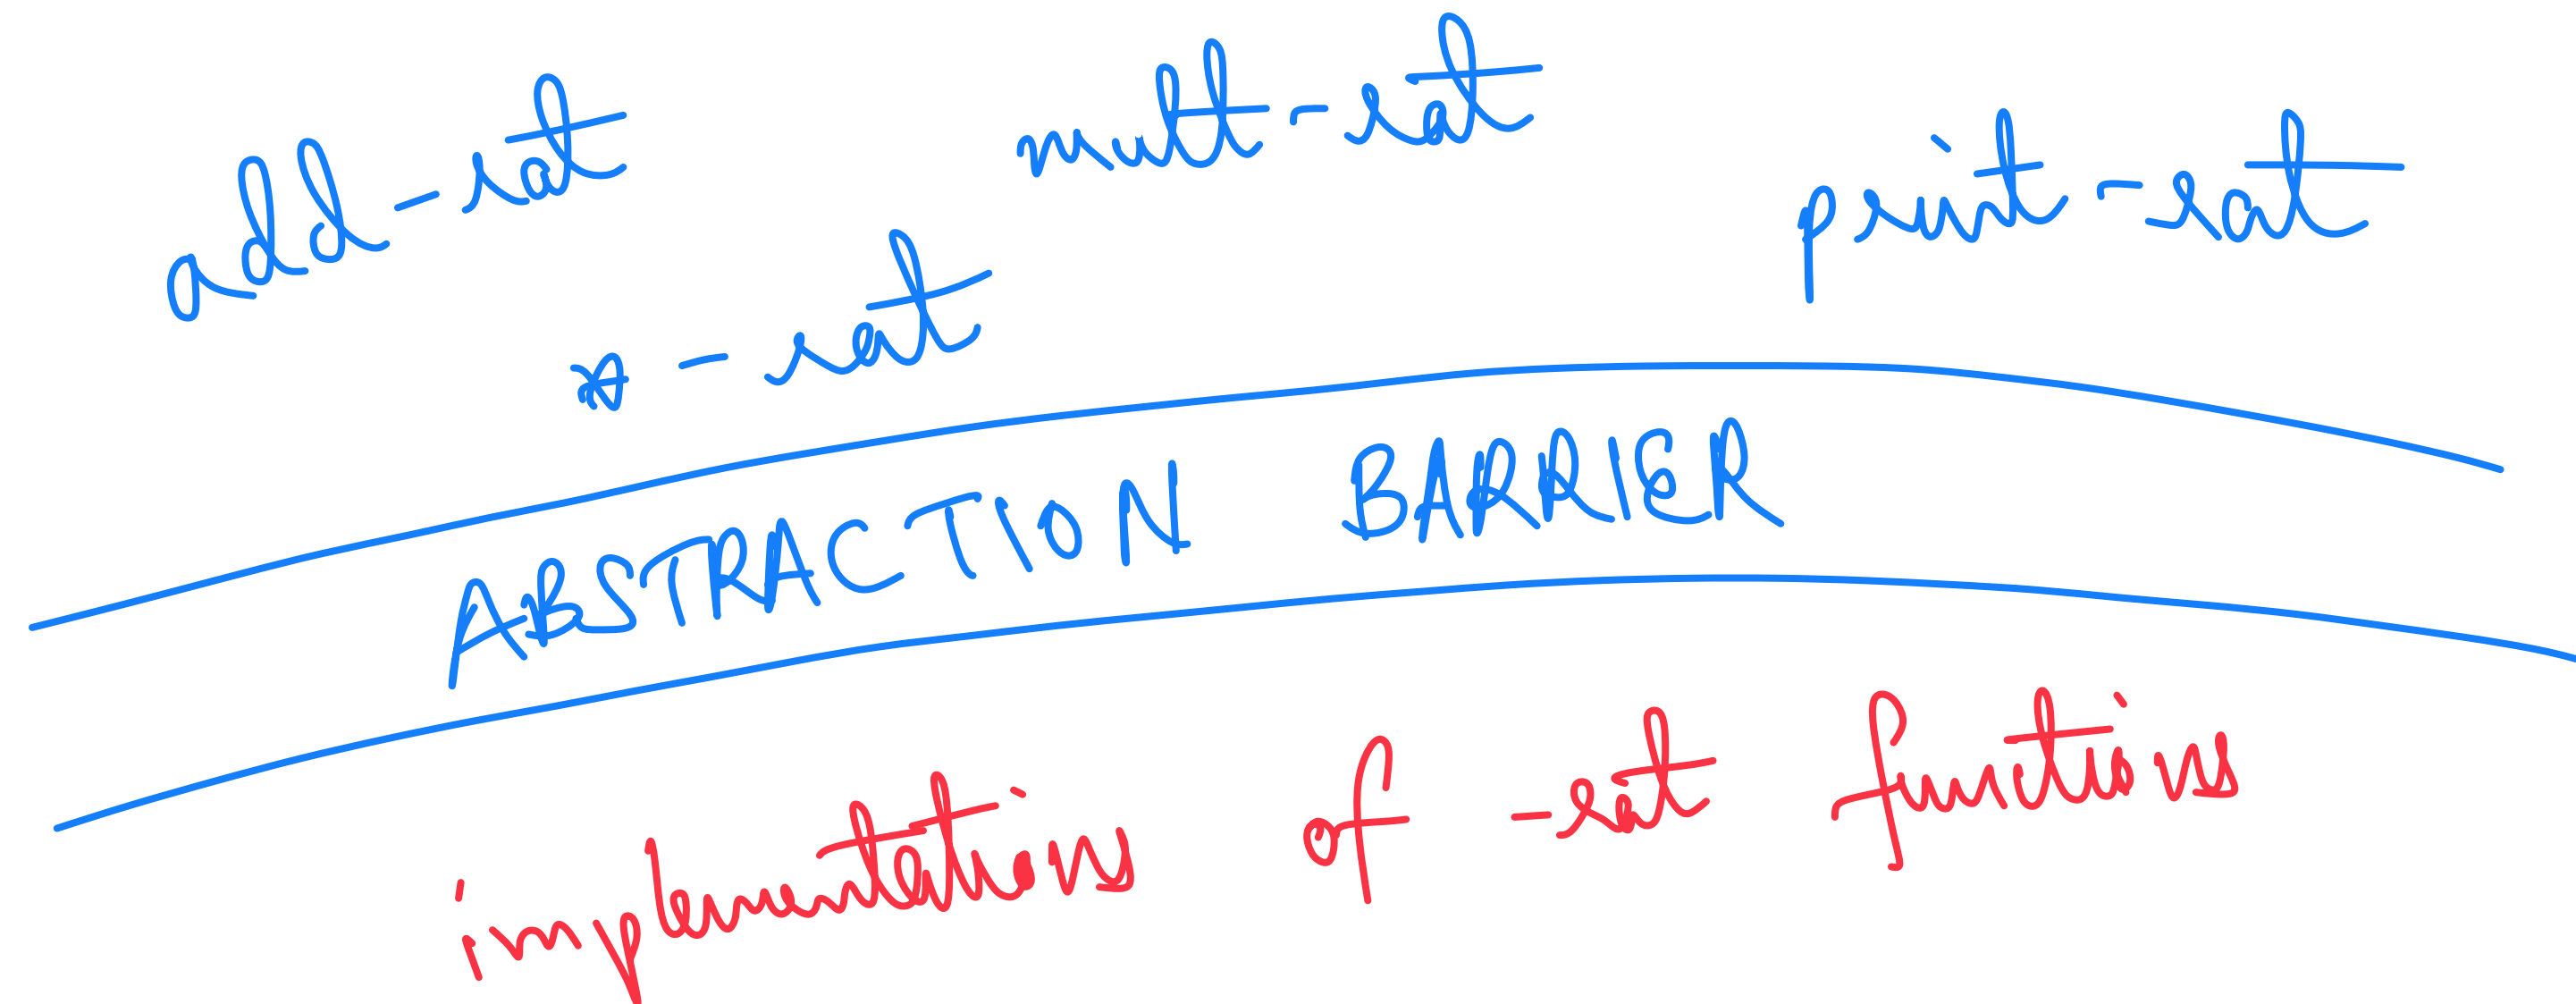 add-rat mult-rat print-rat
*-rat
ABSTRACTION BARRIER
implementations of -rat functions